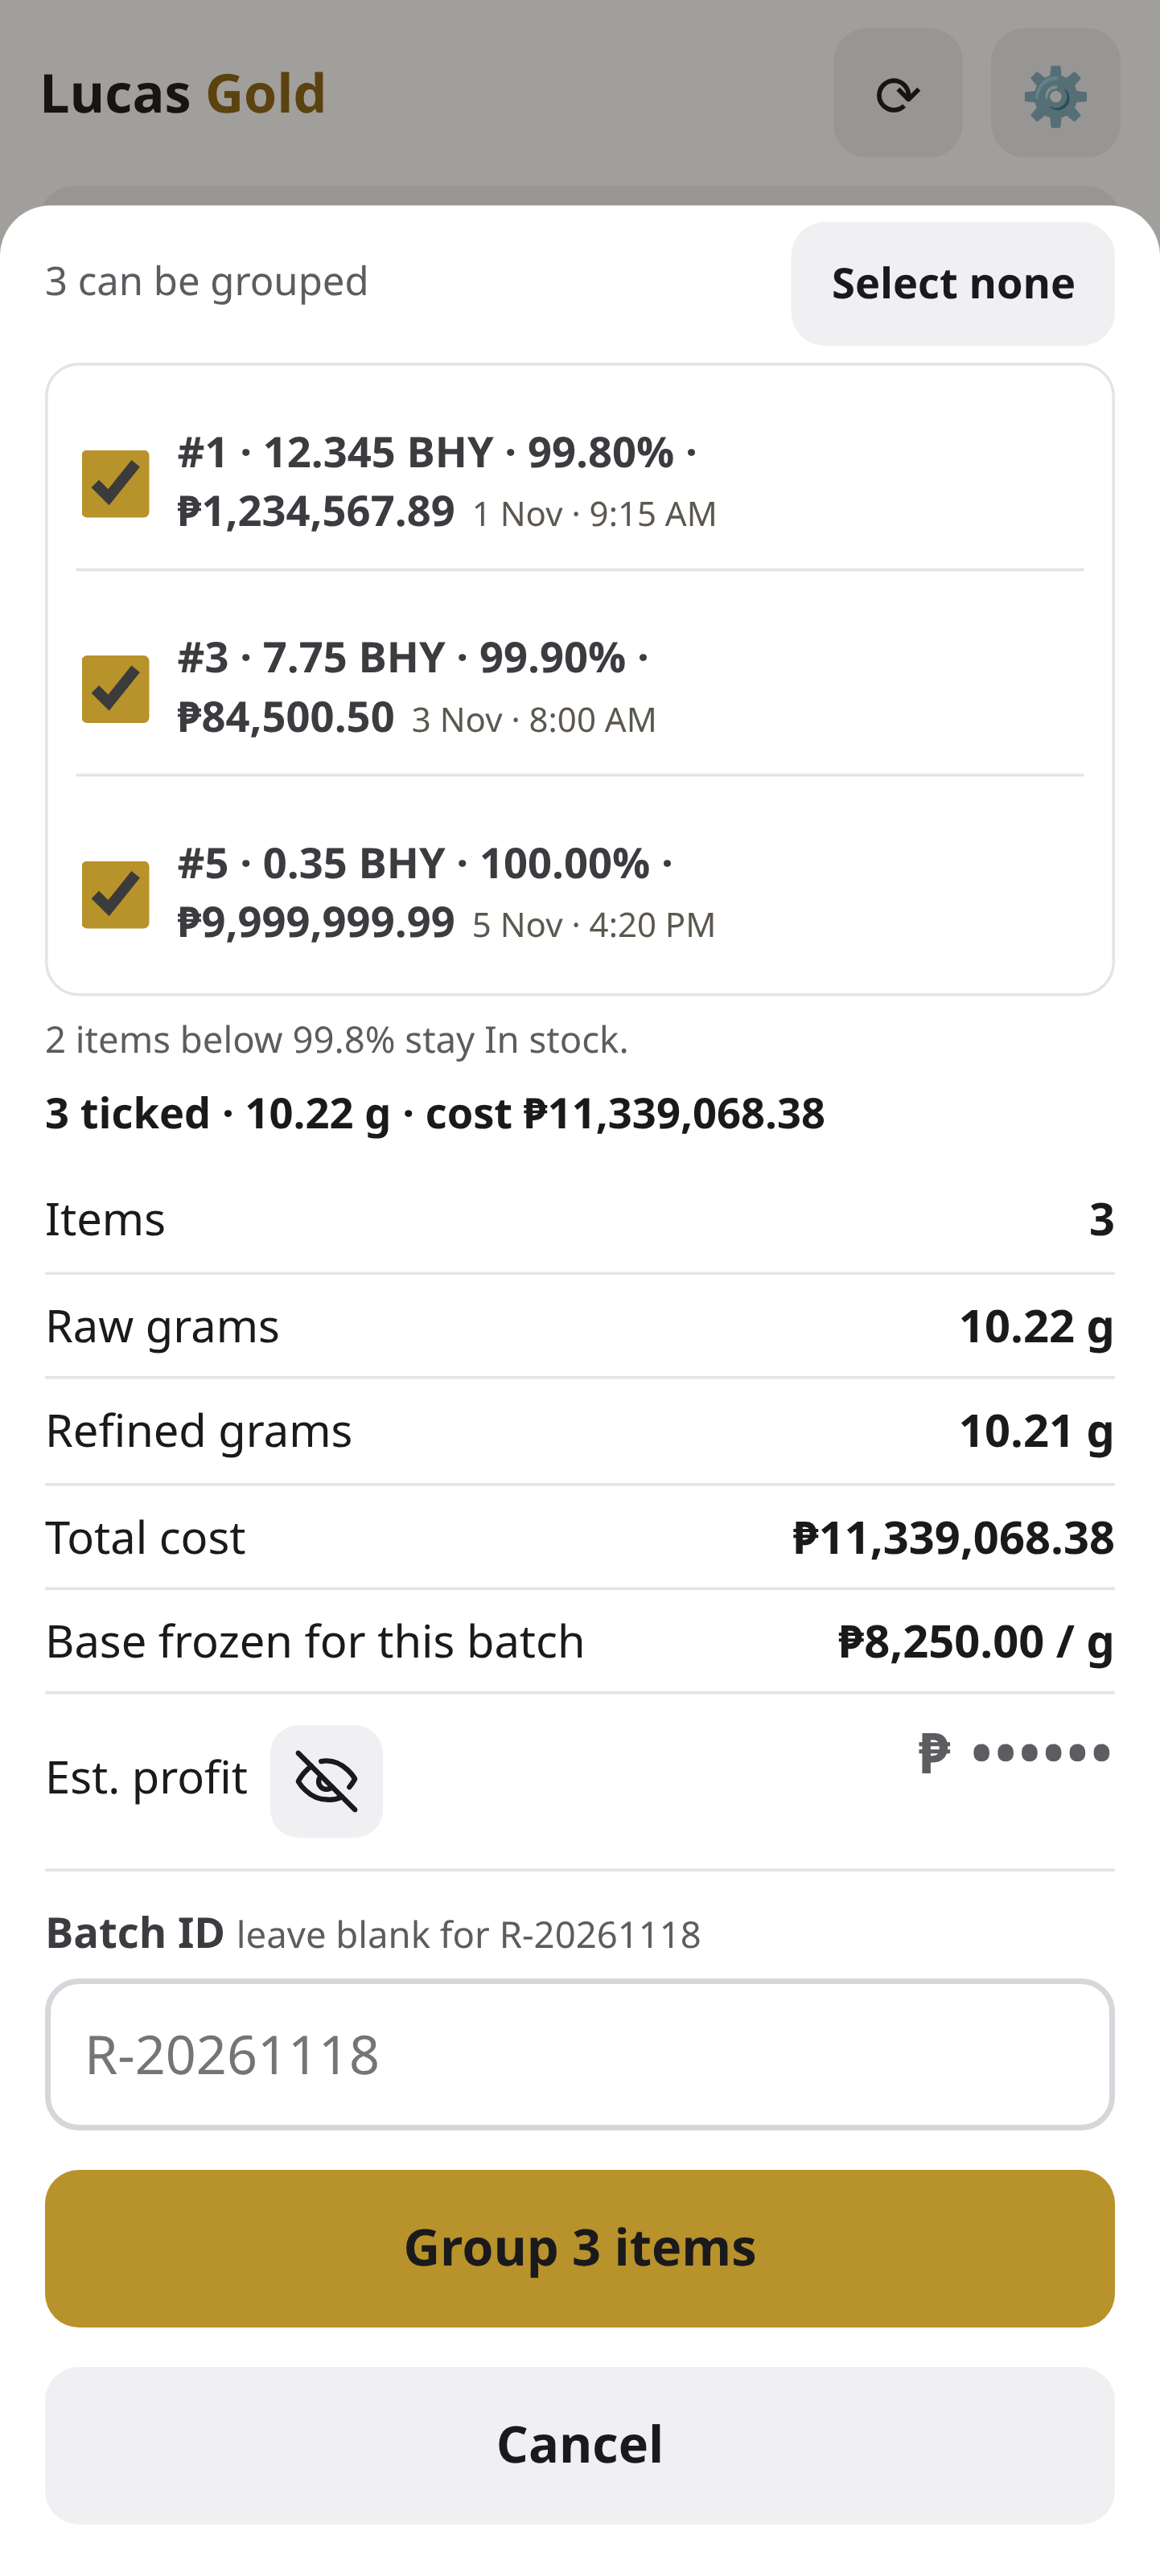 Lucas Gold
3 can be grouped
Select none
#1 · 12.345 BHY · 99.80% ·
₱1,234,567.89 1 Nov · 9:15 AM
#3 · 7.75 BHY · 99.90% ·
₱84,500.50 3 Nov · 8:00 AM
#5 · 0.35 BHY · 100.00% ·
₱9,999,999.99 5 Nov · 4:20 PM
2 items below 99.8% stay In stock.
3 ticked · 10.22 g · cost ₱11,339,068.38
Items 3
Raw grams 10.22 g
Refined grams 10.21 g
Total cost ₱11,339,068.38
Base frozen for this batch ₱8,250.00 / g
Est. profit ₱ ••••••
Batch ID leave blank for R-20261118
R-20261118
Group 3 items
Cancel